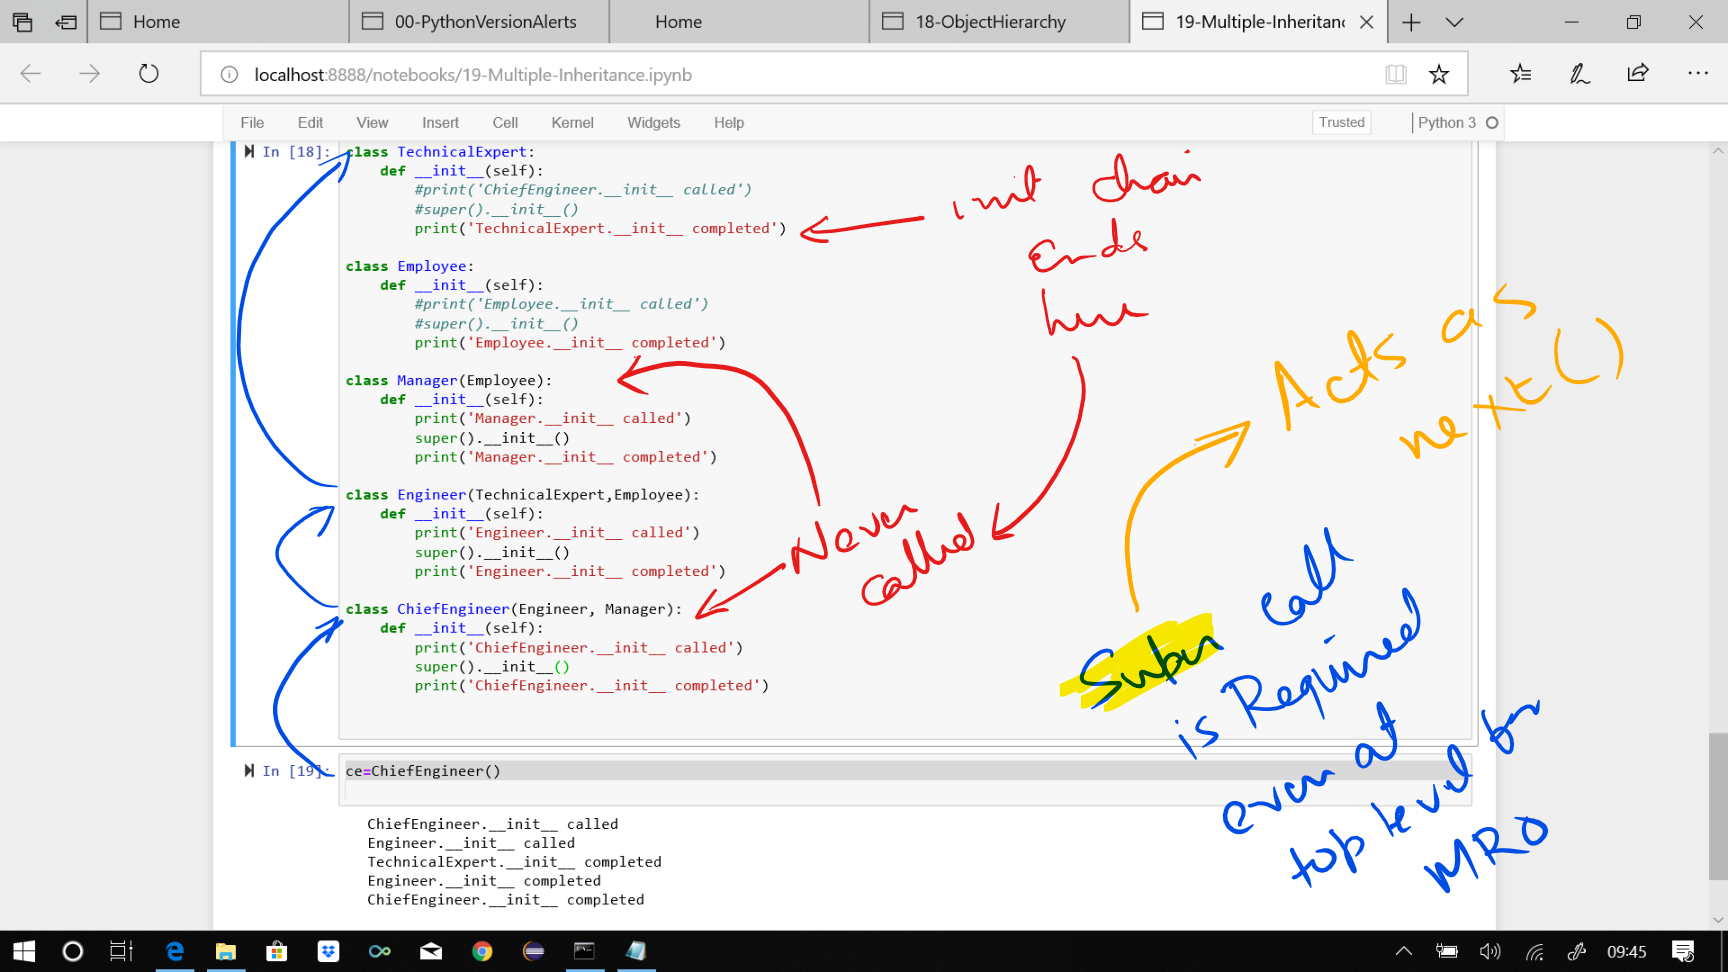 Home
00-PythonVersionAlerts
Home
18-ObjectHierarchy
19-Multiple-Inheritanc
localhost:8888/notebooks/19-Multiple-Inheritance.ipynb
File Edit View Insert Cell Kernel Widgets Help
Trusted
Python 3
In [18]:
class TechnicalExpert:
def __init__(self):
#print('ChiefEngineer.__init__ called')
#super().__init__()
print('TechnicalExpert.__init__ completed')
class Employee:
def __init__(self):
#print('Employee.__init__ called')
#super().__init__()
print('Employee.__init__ completed')
class Manager(Employee):
def __init__(self):
print('Manager.__init__ called')
super().__init__()
print('Manager.__init__ completed')
class Engineer(TechnicalExpert,Employee):
def __init__(self):
print('Engineer.__init__ called')
super().__init__()
print('Engineer.__init__ completed')
class ChiefEngineer(Engineer, Manager):
def __init__(self):
print('ChiefEngineer.__init__ called')
super().__init__()
print('ChiefEngineer.__init__ completed')
init chain
ends
here
Never
called
Acts as
next()
Super call
is Required
even at
top level for
MRO
In [19]:
ce=ChiefEngineer()
ChiefEngineer.__init__ called
Engineer.__init__ called
TechnicalExpert.__init__ completed
Engineer.__init__ completed
ChiefEngineer.__init__ completed
09:45